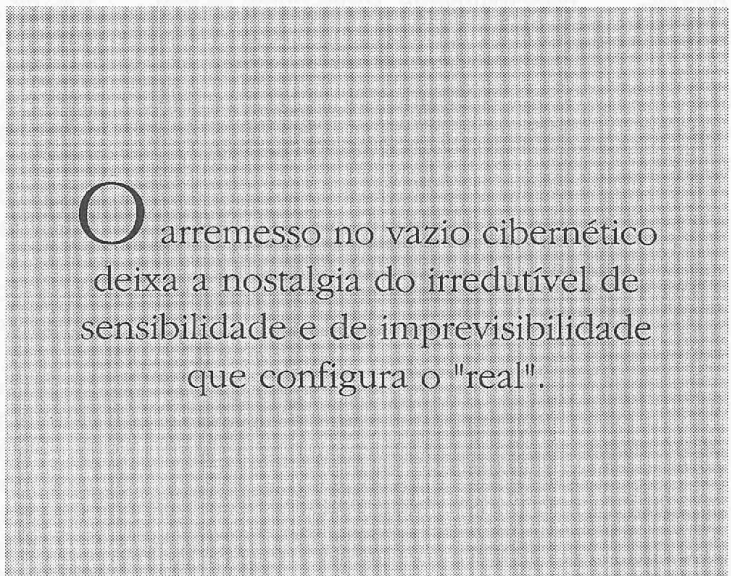 O arremesso no vazio cibernético
deixa a nostalgia do irredutível de
sensibilidade e de imprevisibilidade
que configura o "real".